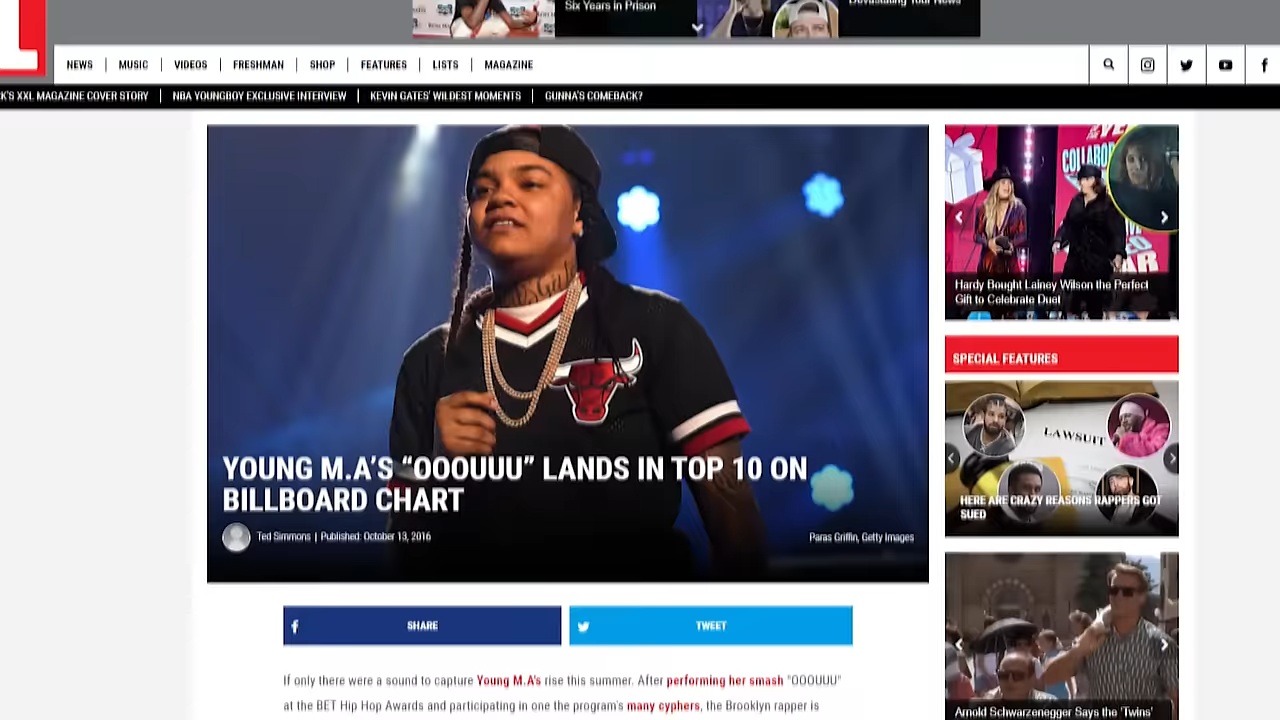 Six Years in Prison
Devastating Your News
NEWS
MUSIC
VIDEOS
FRESHMAN
SHOP
FEATURES
LISTS
MAGAZINE
K'S XXL MAGAZINE COVER STORY
NBA YOUNGBOY EXCLUSIVE INTERVIEW
KEVIN GATES' WILDEST MOMENTS
GUNNA'S COMEBACK?
YOUNG M.A'S “OOOUUU” LANDS IN TOP 10 ON
BILLBOARD CHART
Ted Simmons | Published: October 13, 2016
Paras Griffin, Getty Images
SHARE
TWEET
If only there were a sound to capture Young M.A's rise this summer. After performing her smash "OOOUUU"
at the BET Hip Hop Awards and participating in one the program's many cyphers, the Brooklyn rapper is
COLLABO
AR
Hardy Bought Lainey Wilson the Perfect
Gift to Celebrate Duet
SPECIAL FEATURES
LAWSUIT
HERE ARE CRAZY REASONS RAPPERS GOT
SUED
Arnold Schwarzenegger Says the 'Twins'